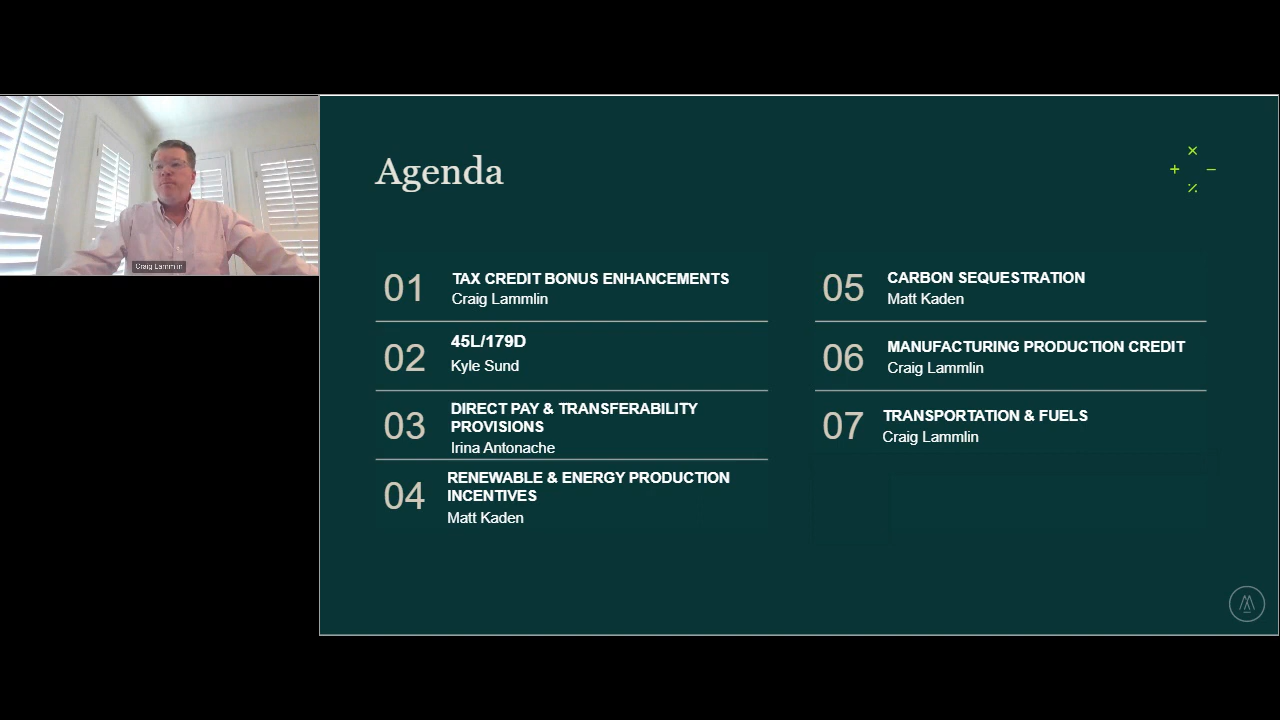 Craig Lammlin
Agenda
01
TAX CREDIT BONUS ENHANCEMENTS
Craig Lammlin
02
45L/179D
Kyle Sund
03
DIRECT PAY & TRANSFERABILITY
PROVISIONS
Irina Antonache
04
RENEWABLE & ENERGY PRODUCTION
INCENTIVES
Matt Kaden
05
CARBON SEQUESTRATION
Matt Kaden
06
MANUFACTURING PRODUCTION CREDIT
Craig Lammlin
07
TRANSPORTATION & FUELS
Craig Lammlin